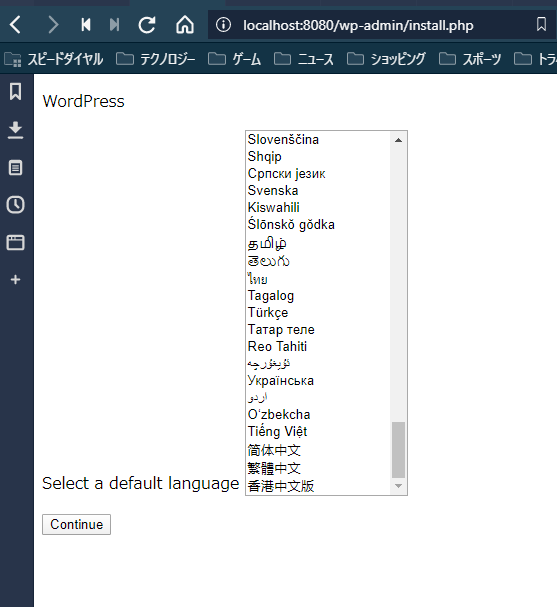 localhost:8080/wp-admin/install.php
スピードダイヤル テクノロジー ゲーム ニュース ショッピング スポーツ トラ
WordPress
Slovenščina
Shqip
Српски језик
Svenska
Kiswahili
Ślōnskŏ gŏdka
தமிழ்
తెలుగు
ไทย
Tagalog
Türkçe
Татар теле
Reo Tahiti
ئۇيغۇرچە
Українська
اردو
O‘zbekcha
Tiếng Việt
简体中文
繁體中文
香港中文版
Select a default language
Continue